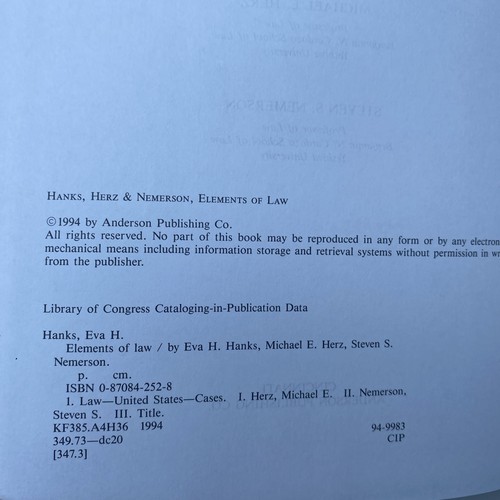 HANKS, HERZ & NEMERSON, ELEMENTS OF LAW
©1994 by Anderson Publishing Co.
All rights reserved. No part of this book may be reproduced in any form or by any electron
mechanical means including information storage and retrieval systems without permission in wr
from the publisher.
Library of Congress Cataloging-in-Publication Data
Hanks, Eva H.
Elements of law / by Eva H. Hanks, Michael E. Herz, Steven S.
Nemerson.
p. cm.
ISBN 0-87084-252-8
1. Law—United States—Cases. I. Herz, Michael E. II. Nemerson,
Steven S. III. Title.
KF385.A4H36 1994 94-9983
349.73—dc20 CIP
[347.3]